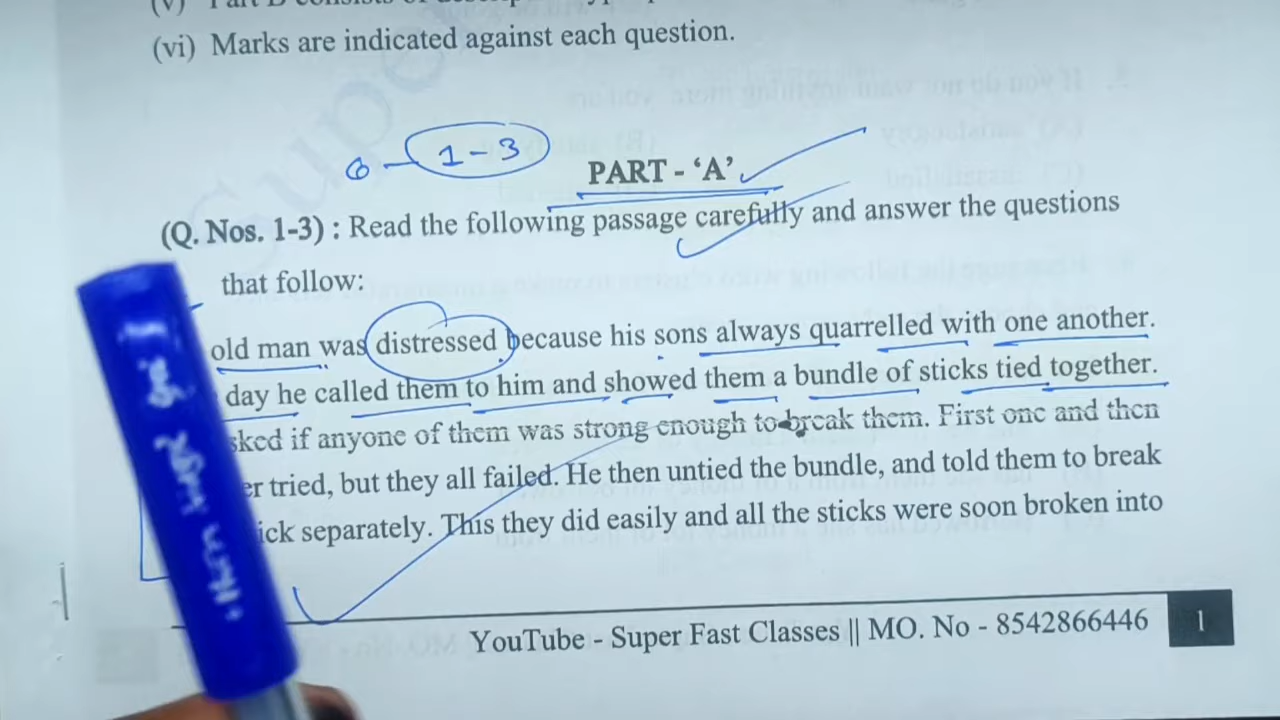 (vi) Marks are indicated against each question.
6 – 1-3
PART - ‘A’
(Q. Nos. 1-3) : Read the following passage carefully and answer the questions
that follow:
old man was distressed because his sons always quarrelled with one another.
day he called them to him and showed them a bundle of sticks tied together.
sked if anyone of them was strong enough to break them. First one and then
er tried, but they all failed. He then untied the bundle, and told them to break
ick separately. This they did easily and all the sticks were soon broken into
YouTube - Super Fast Classes || MO. No - 8542866446 1